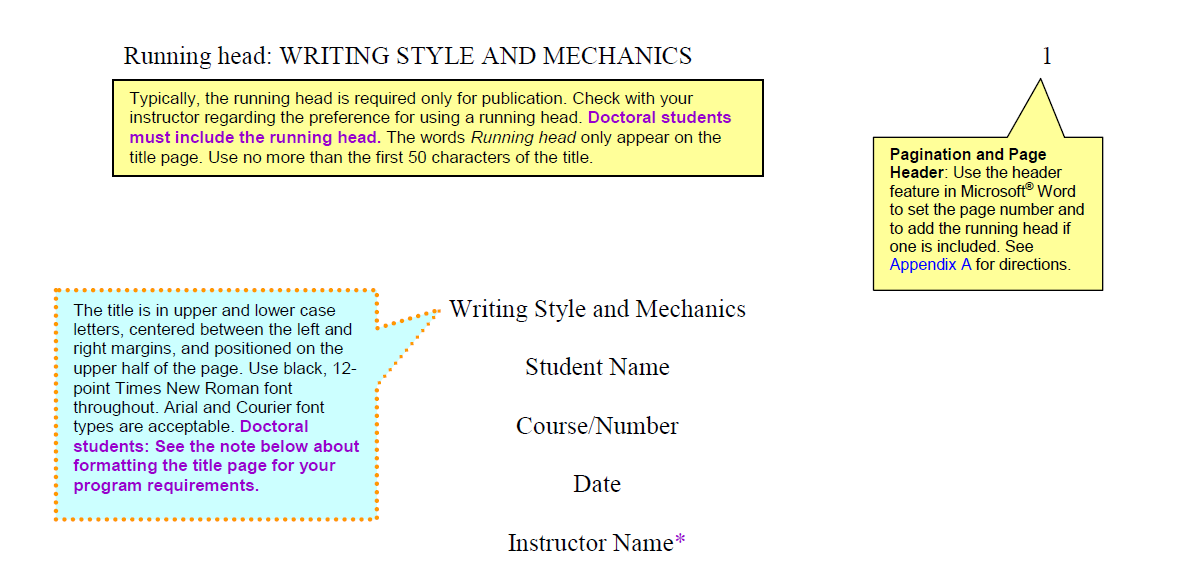 Running head: WRITING STYLE AND MECHANICS 1
Typically, the running head is required only for publication. Check with your
instructor regarding the preference for using a running head. Doctoral students
must include the running head. The words Running head only appear on the
title page. Use no more than the first 50 characters of the title.
Pagination and Page
Header: Use the header
feature in Microsoft® Word
to set the page number and
to add the running head if
one is included. See
Appendix A for directions.
The title is in upper and lower case
letters, centered between the left and
right margins, and positioned on the
upper half of the page. Use black, 12-
point Times New Roman font
throughout. Arial and Courier font
types are acceptable. Doctoral
students: See the note below about
formatting the title page for your
program requirements.
Writing Style and Mechanics
Student Name
Course/Number
Date
Instructor Name*